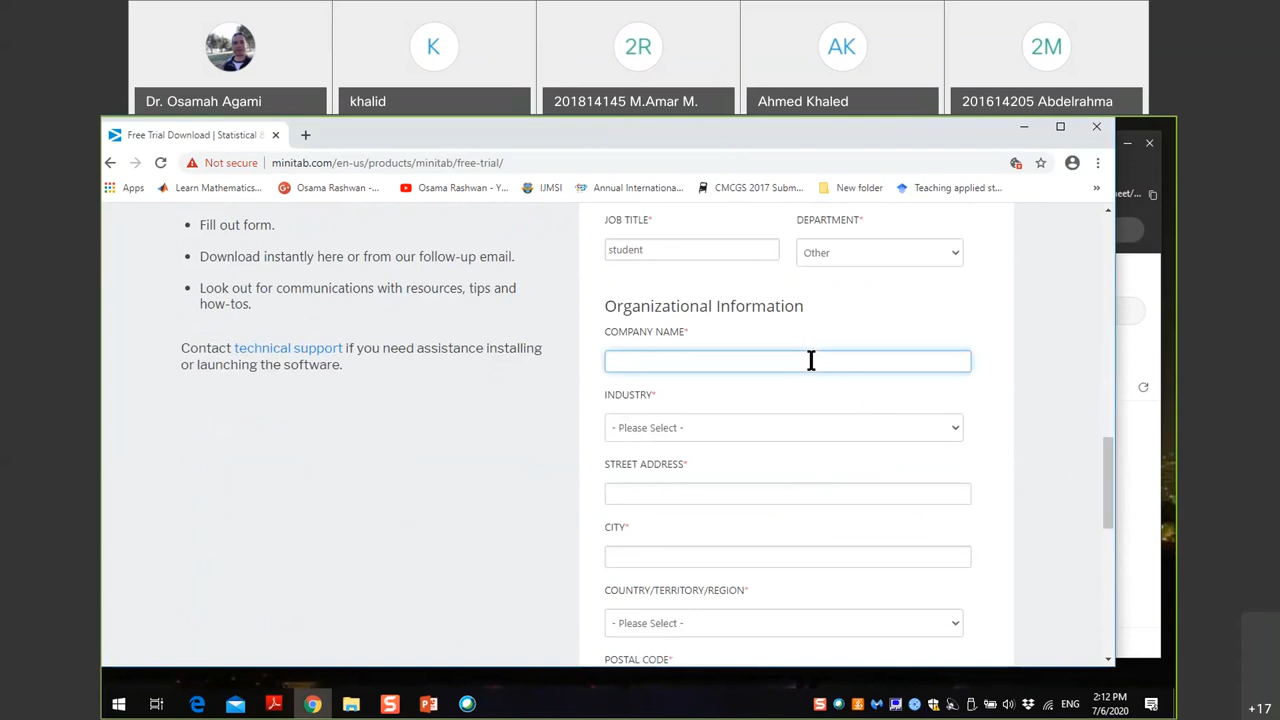 K
2R
AK
2M
Dr. Osamah Agami
khalid
201814145 M.Amar M.
Ahmed Khaled
201614205 Abdelrahma
Free Trial Download | Statistical &
Not secure
minitab.com/en-us/products/minitab/free-trial/
Apps
Learn Mathematics...
Osama Rashwan -...
Osama Rashwan - Y...
IJMSI
Annual Internationa...
CMCGS 2017 Subm...
New folder
Teaching applied st...
»
Fill out form.
Download instantly here or from our follow-up email.
Look out for communications with resources, tips and
how-tos.
Contact technical support if you need assistance installing
or launching the software.
JOB TITLE*
DEPARTMENT*
student
Other
Organizational Information
COMPANY NAME*
INDUSTRY*
- Please Select -
STREET ADDRESS*
CITY*
COUNTRY/TERRITORY/REGION*
- Please Select -
POSTAL CODE*
ENG
2:12 PM
7/6/2020
+17